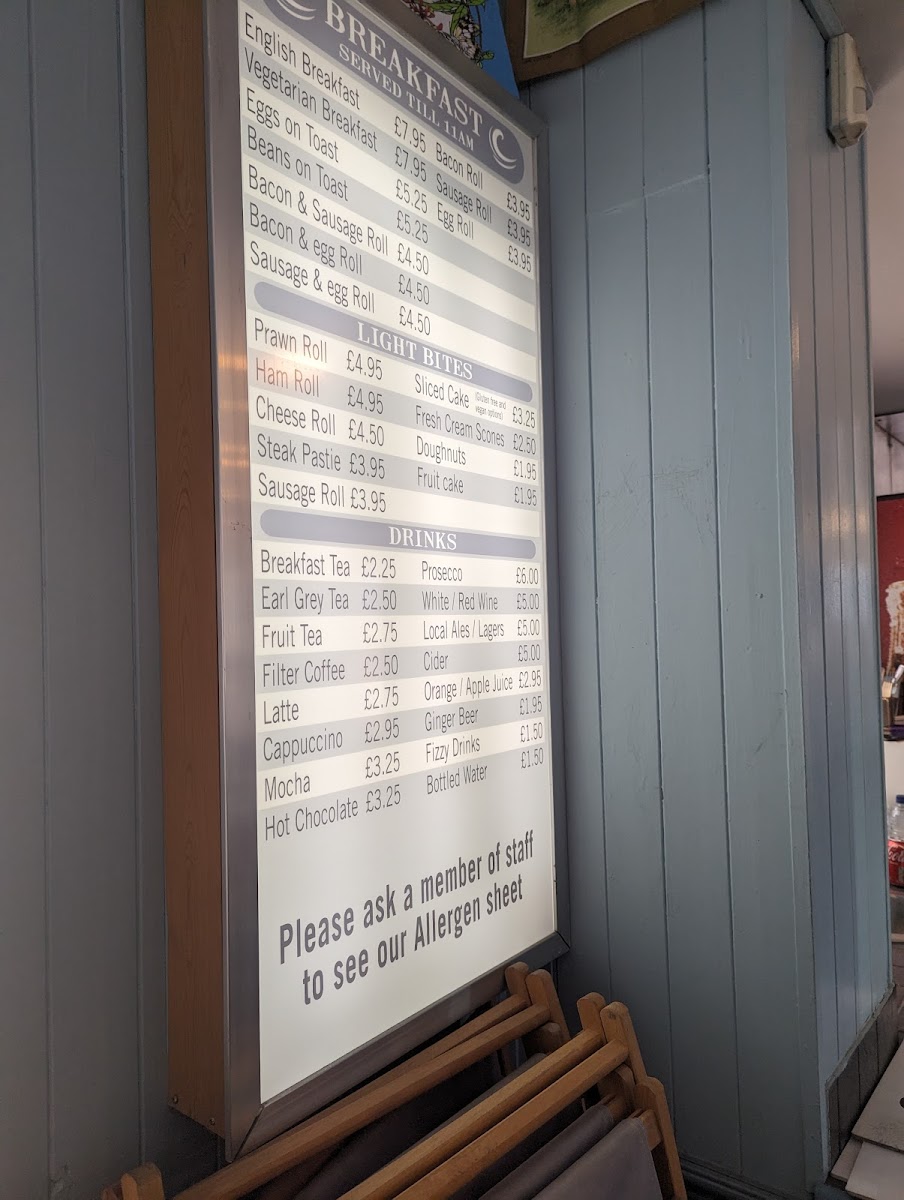 BREAKFAST
SERVED TILL 11AM
English Breakfast £7.95
Vegetarian Breakfast £7.95
Eggs on Toast £5.25
Beans on Toast £5.25
Bacon & Sausage Roll £4.50
Bacon & egg Roll £4.50
Sausage & egg Roll £4.50
Bacon Roll £3.95
Sausage Roll £3.95
Egg Roll £3.95
LIGHT BITES
Prawn Roll £4.95
Ham Roll £4.95
Cheese Roll £4.50
Steak Pastie £3.95
Sausage Roll £3.95
Sliced Cake (Gluten free and vegan options) £3.25
Fresh Cream Scones £2.50
Doughnuts £1.95
Fruit cake £1.95
DRINKS
Breakfast Tea £2.25
Earl Grey Tea £2.50
Fruit Tea £2.75
Filter Coffee £2.50
Latte £2.75
Cappuccino £2.95
Mocha £3.25
Hot Chocolate £3.25
Prosecco £6.00
White / Red Wine £5.00
Local Ales / Lagers £5.00
Cider £5.00
Orange / Apple Juice £2.95
Ginger Beer £1.95
Fizzy Drinks £1.50
Bottled Water £1.50
Please ask a member of staff
to see our Allergen sheet